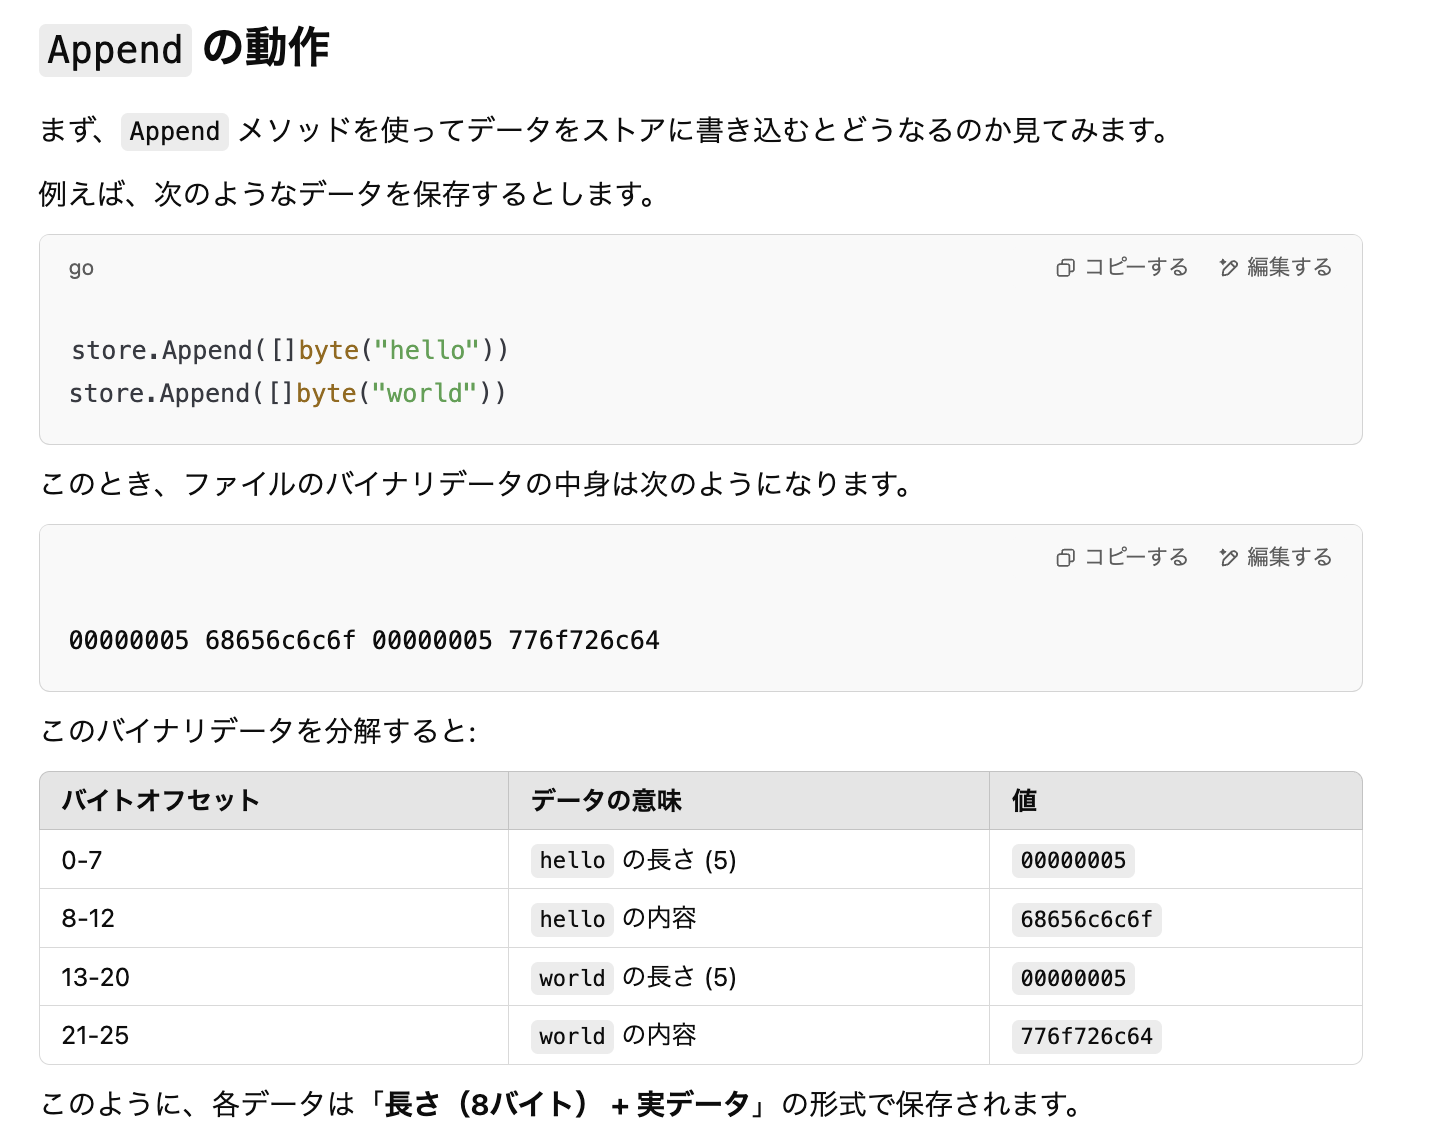 Append の動作
まず、 Append メソッドを使ってデータをストアに書き込むとどうなるのか見てみます。
例えば、次のようなデータを保存するとします。
go
コピーする 編集する
store.Append([]byte("hello"))
store.Append([]byte("world"))
このとき、ファイルのバイナリデータの中身は次のようになります。
コピーする 編集する
00000005 68656c6c6f 00000005 776f726c64
このバイナリデータを分解すると:
バイトオフセット データの意味 値
0-7 hello の長さ (5) 00000005
8-12 hello の内容 68656c6c6f
13-20 world の長さ (5) 00000005
21-25 world の内容 776f726c64
このように、各データは「長さ（8バイト） + 実データ」の形式で保存されます。